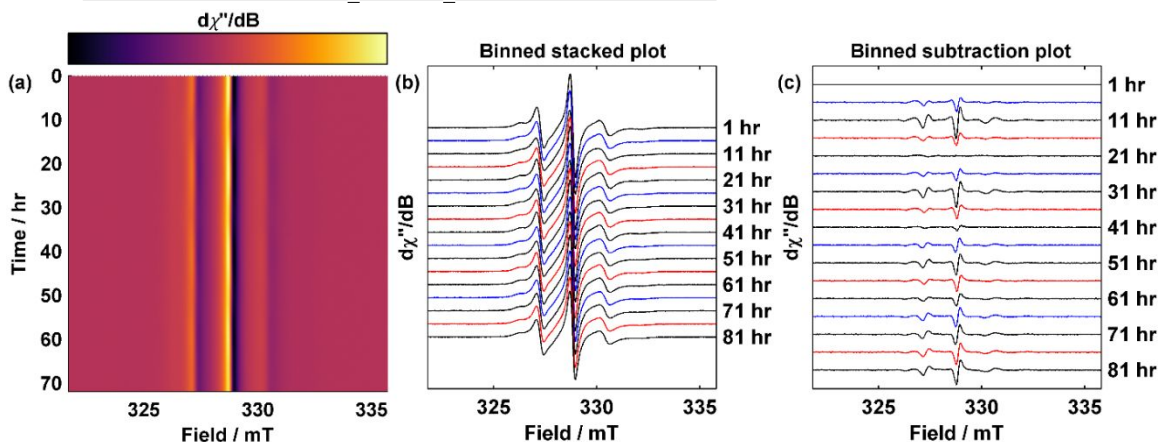 dχ"/dB
(a)
0
10
20
30
40
50
60
70
Time / hr
325
330
335
Field / mT
Binned stacked plot
(b)
dχ"/dB
1 hr
11 hr
21 hr
31 hr
41 hr
51 hr
61 hr
71 hr
81 hr
325
330
335
Field / mT
Binned subtraction plot
(c)
dχ"/dB
1 hr
11 hr
21 hr
31 hr
41 hr
51 hr
61 hr
71 hr
81 hr
325
330
335
Field / mT